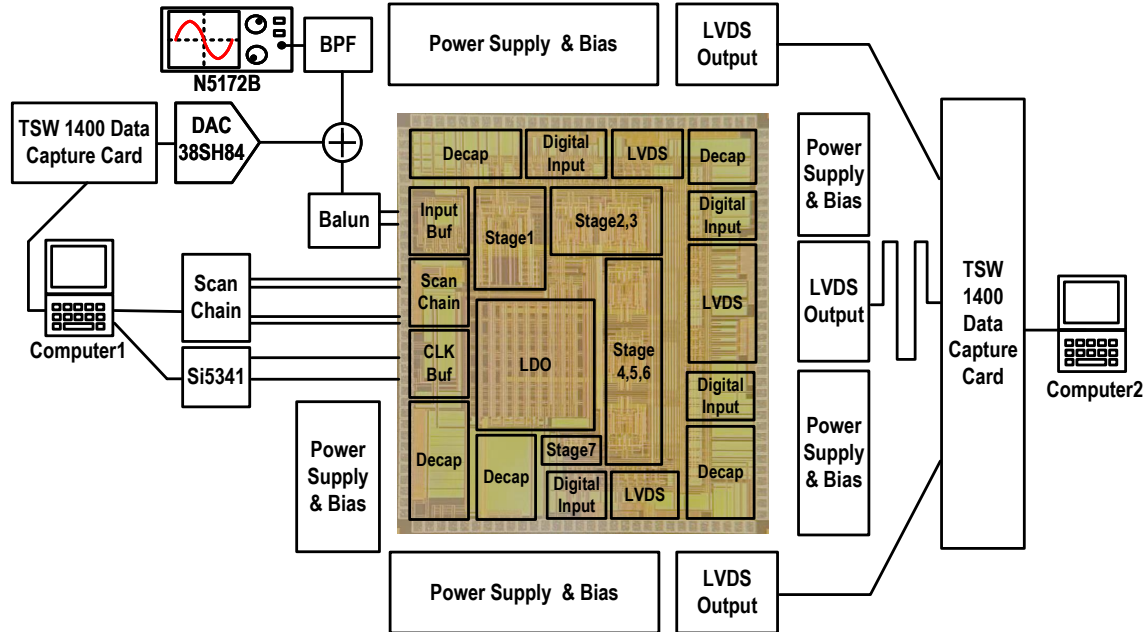 N5172B
BPF
Power Supply & Bias
LVDS
Output
TSW 1400 Data
Capture Card
DAC
38SH84
Balun
Decap
Digital
Input
LVDS
Decap
Input
Buf
Stage1
Stage2,3
Digital
Input
Scan
Chain
LVDS
CLK
Buf
LDO
Stage
4,5,6
Digital
Input
Decap
Decap
Stage7
Digital
Input
LVDS
Decap
Computer1
Scan
Chain
Si5341
Power
Supply
& Bias
Power
Supply
& Bias
LVDS
Output
Power
Supply
& Bias
TSW
1400
Data
Capture
Card
Computer2
Power Supply & Bias
LVDS
Output